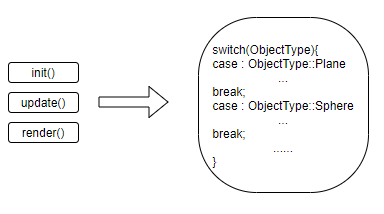 init()
update()
render()
switch(ObjectType){
case : ObjectType::Plane
...
break;
case : ObjectType::Sphere
...
break;
......
}